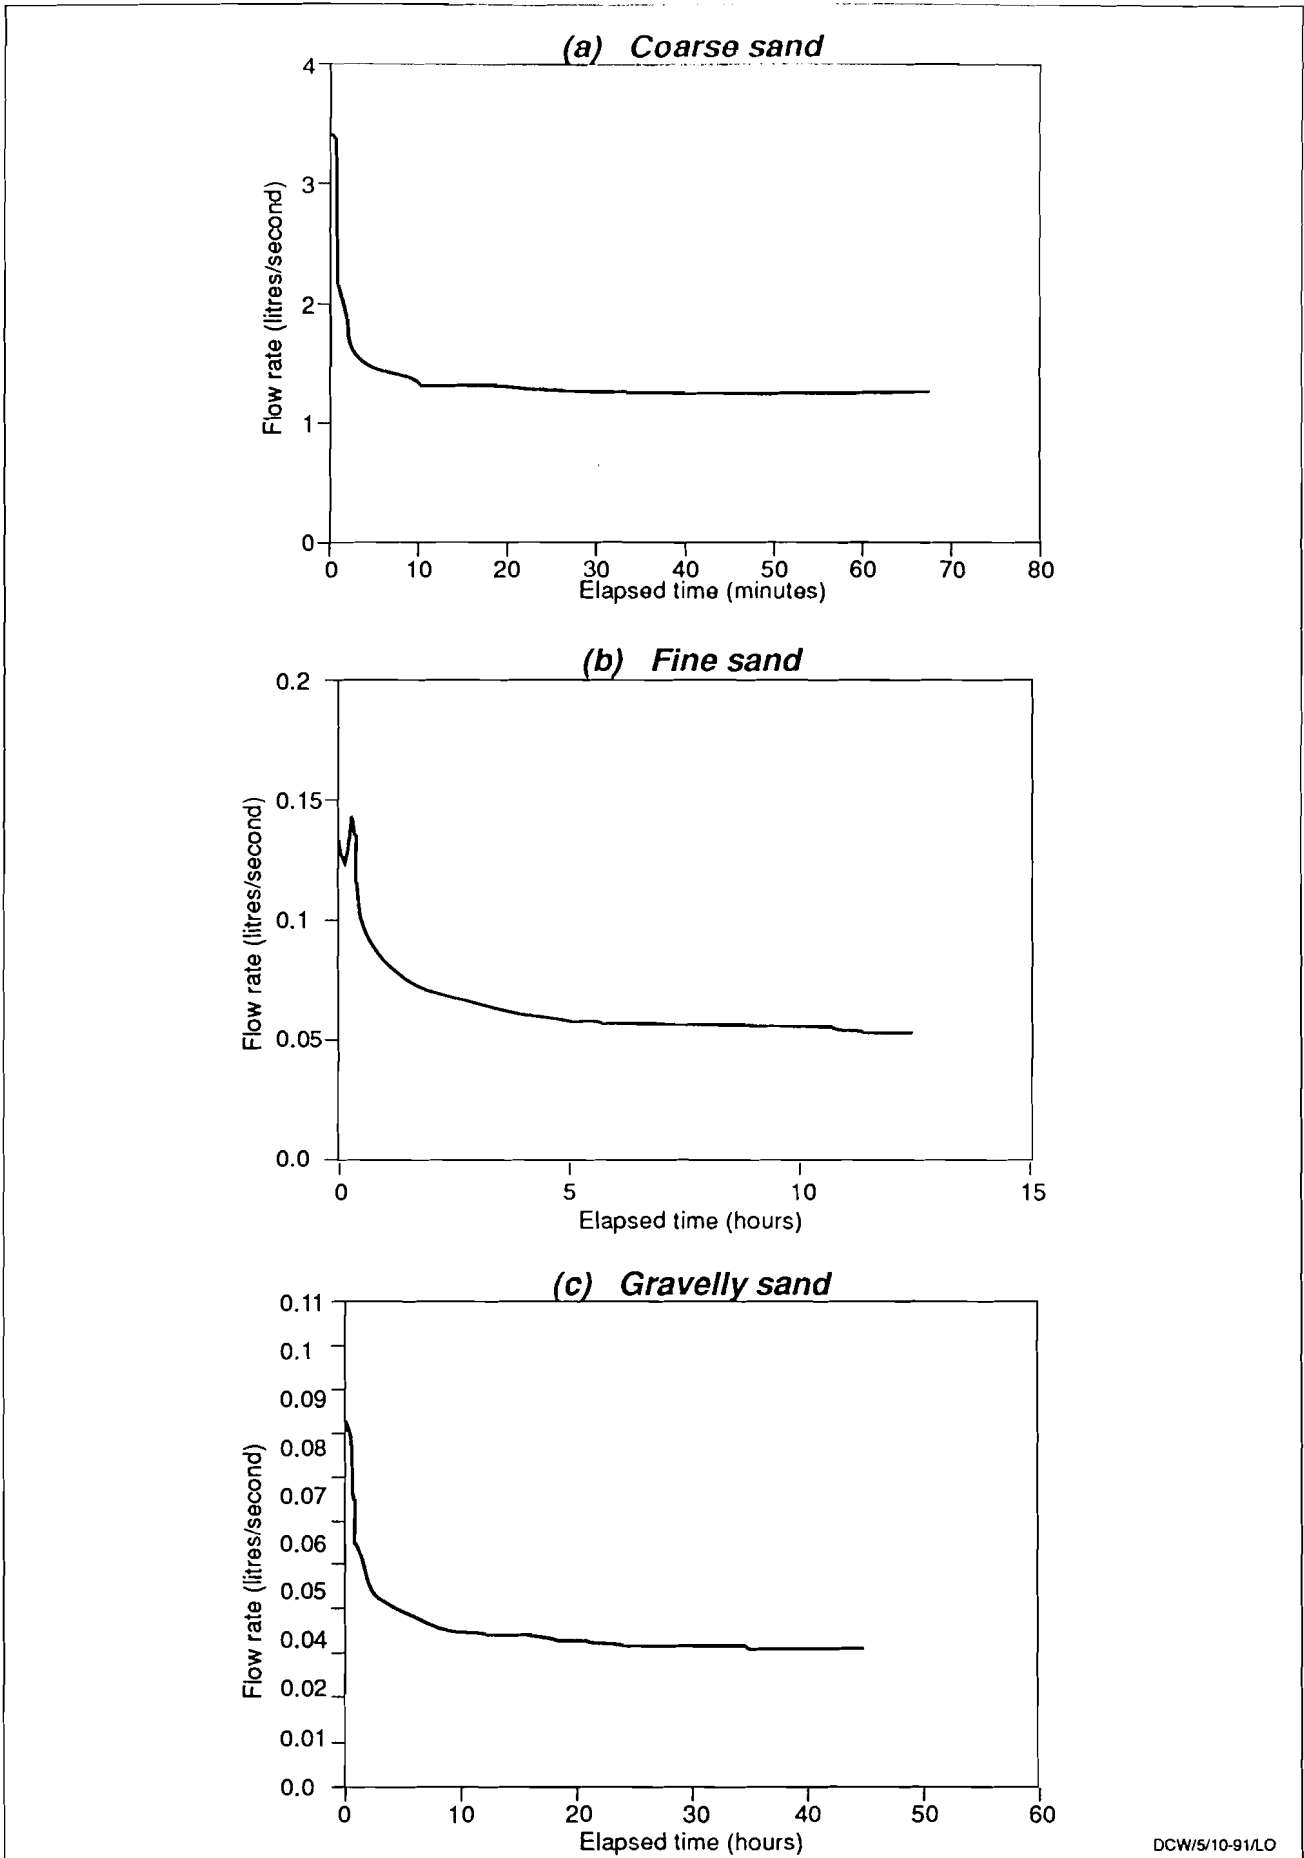 (a) Coarse sand
4
3
2
1
0
Flow rate (litres/second)
0 10 20 30 40 50 60 70 80
Elapsed time (minutes)
(b) Fine sand
0.2
0.15
0.1
0.05
0.0
Flow rate (litres/second)
0 5 10 15
Elapsed time (hours)
(c) Gravelly sand
0.11
0.1
0.09
0.08
0.07
0.06
0.05
0.04
0.02
0.01
0.0
Flow rate (litres/second)
0 10 20 30 40 50 60
Elapsed time (hours)
DCW/5/10-91/LO